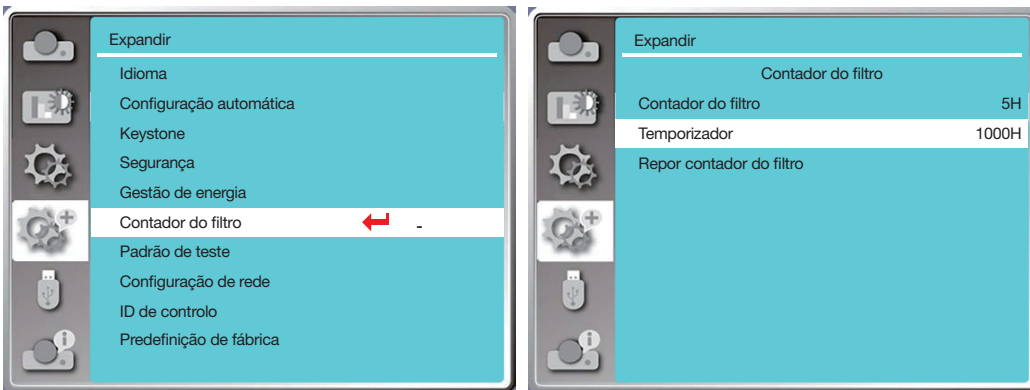 Expandir
Idioma
Configuração automática
Keystone
Segurança
Gestão de energia
Contador do filtro -
Padrão de teste
Configuração de rede
ID de controlo
Predefinição de fábrica
Expandir
Contador do filtro
Contador do filtro 5H
Temporizador 1000H
Repor contador do filtro